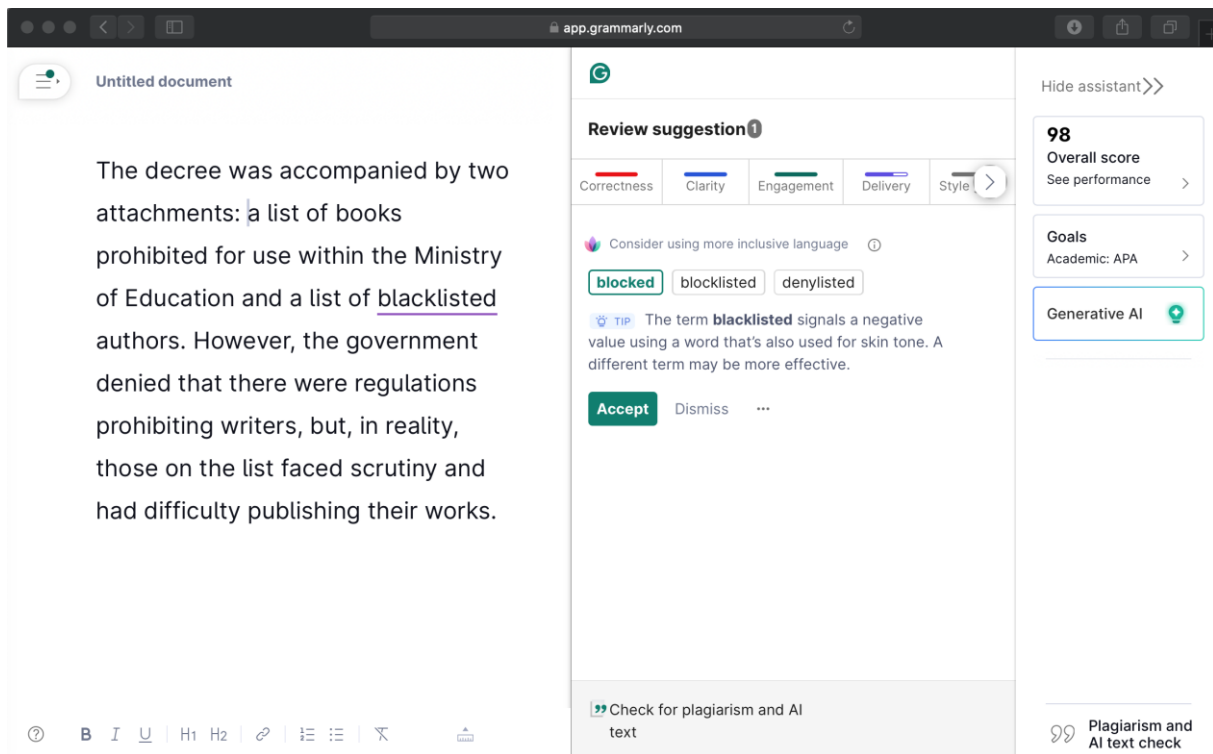 app.grammarly.com
Untitled document
The decree was accompanied by two
attachments: a list of books
prohibited for use within the Ministry
of Education and a list of blacklisted
authors. However, the government
denied that there were regulations
prohibiting writers, but, in reality,
those on the list faced scrutiny and
had difficulty publishing their works.
B I U H1 H2
G
Review suggestion 1
Correctness Clarity Engagement Delivery Style
Consider using more inclusive language
blocked blocklisted denylisted
TIP The term blacklisted signals a negative
value using a word that's also used for skin tone. A
different term may be more effective.
Accept Dismiss ...
Check for plagiarism and AI
text
Hide assistant
98
Overall score
See performance
Goals
Academic: APA
Generative AI
Plagiarism and
AI text check